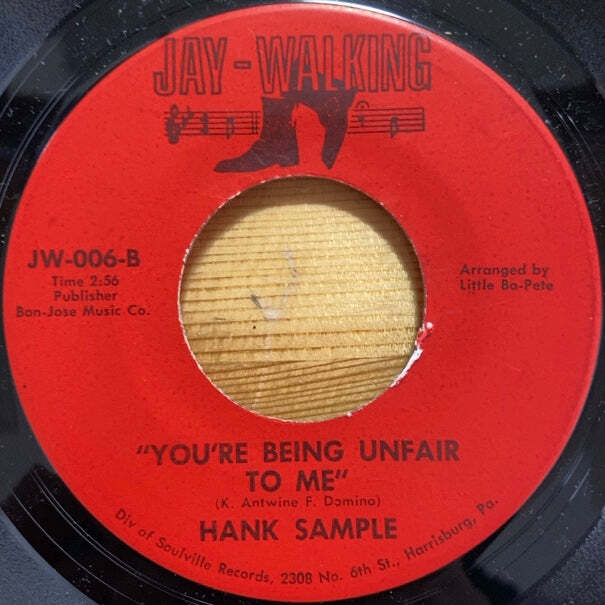 JAY-WALKING
JW-006-B
Time 2:56
Publisher
Bon-Jose Music Co.
Arranged by
Little Bo-Pete
"YOU'RE BEING UNFAIR
TO ME"
(K. Antwine F. Domino)
HANK SAMPLE
Div of Soulville Records, 2308 No. 6th St., Harrisburg, Pa.